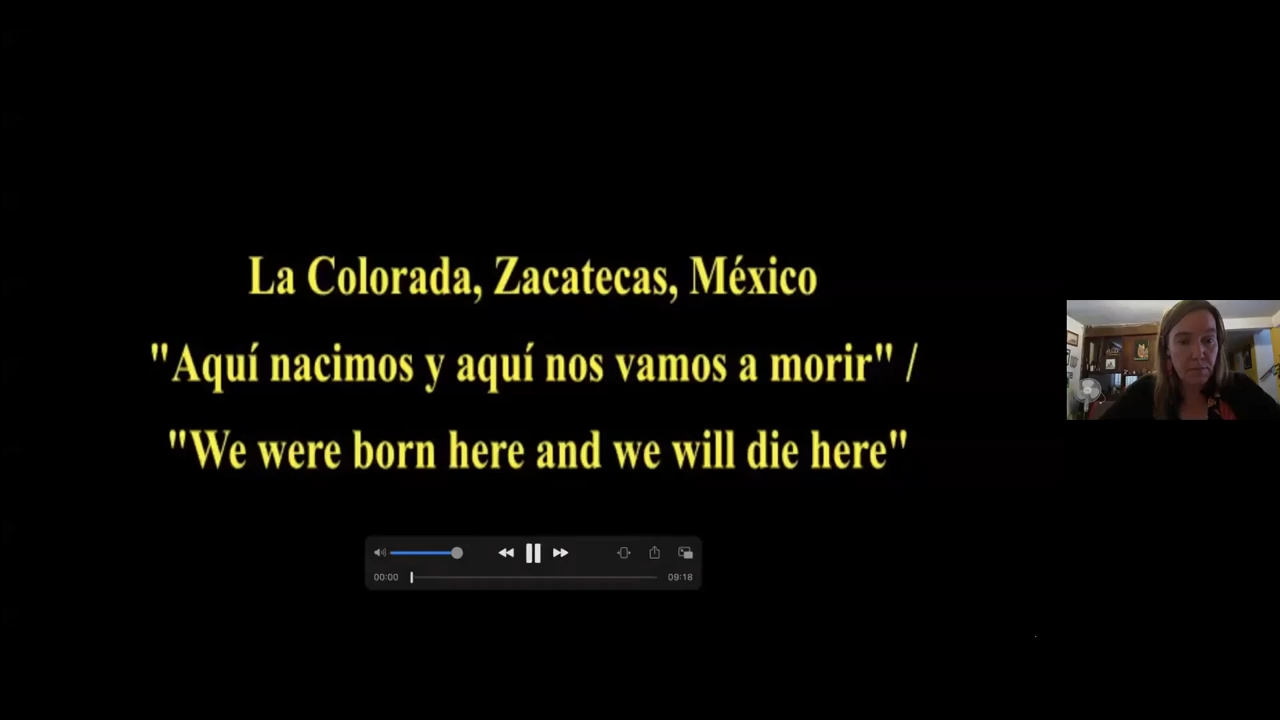 La Colorada, Zacatecas, México
"Aquí nacimos y aquí nos vamos a morir" /
"We were born here and we will die here"
00:00
09:18